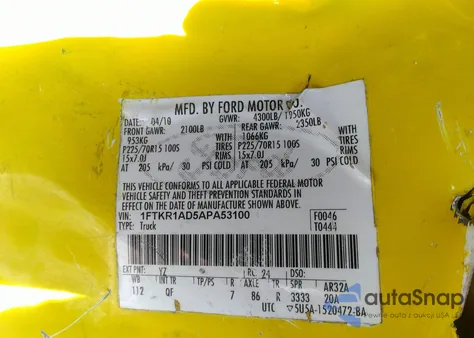 MFD. BY FORD MOTOR CO.
DATE: 04/10 GVWR: 4300LB/ 1950KG
FRONT GAWR: 2100LB REAR GAWR: 2350LB
953KG WITH 1066KG WITH
P225/70R15 100S TIRES P225/70R15 100S TIRES
15x7.0J RIMS 15x7.0J RIMS
AT 205 kPa/ 30 PSI COLD AT 205 kPa/ 30 PSI COLD
THIS VEHICLE CONFORMS TO ALL APPLICABLE FEDERAL MOTOR
VEHICLE SAFETY AND THEFT PREVENTION STANDARDS IN
EFFECT ON THE DATE OF MANUFACTURE SHOWN ABOVE.
VIN: 1FTKR1AD5APA53100 F0046
TYPE: Truck T0444
EXT PNT: YZ RC: 24 DSO:
WB INT TR TP/PS R AXLE TR SPR AR32A
112 QF 7 86 R 3333 20A
UTC ▽5U5A-1520472-BA
autoSnap